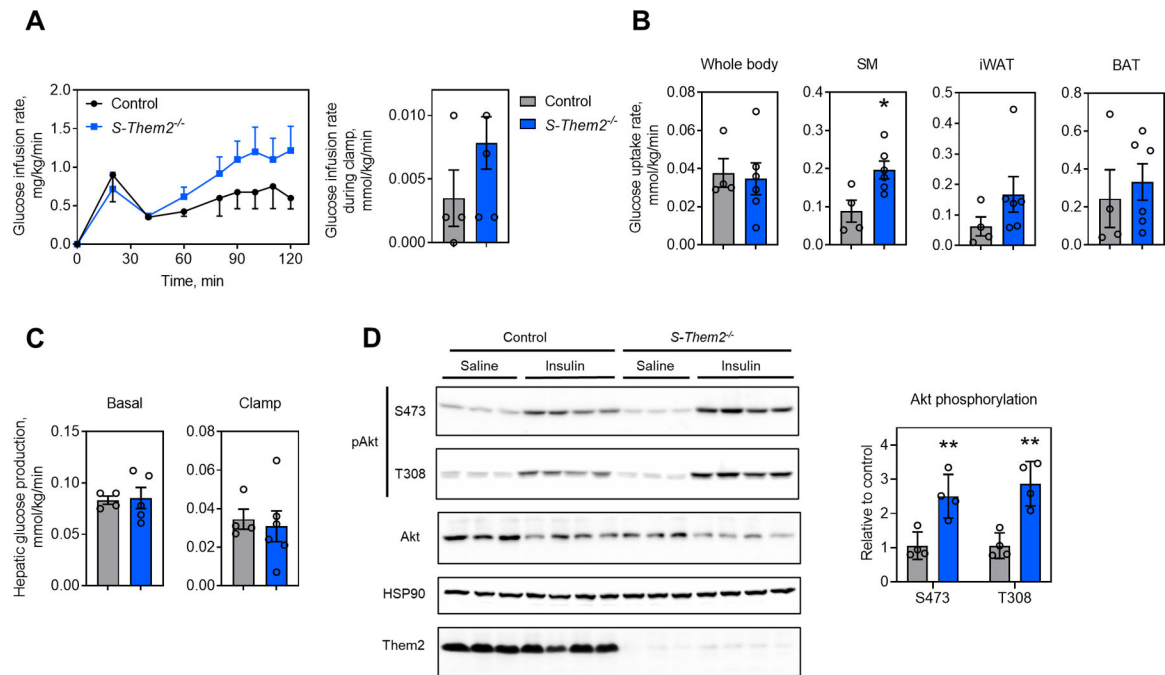 A
Glucose infusion rate,
mg/kg/min
2.0
1.5
1.0
0.5
0.0
0 30 60 90 120
Time, min
Control
S-Them2-/-
Glucose infusion rate
during clamp,
mmol/kg/min
0.010
0.005
0.000
Control
S-Them2-/-
B
Glucose uptake rate,
mmol/kg/min
Whole body
0.08
0.06
0.04
0.02
0.00
SM
0.4
0.3
0.2
0.1
0.0
*
iWAT
0.5
0.4
0.3
0.2
0.1
0.0
BAT
0.8
0.6
0.4
0.2
0.0
C
Hepatic glucose production,
mmol/kg/min
Basal
0.15
0.10
0.05
0.00
Clamp
0.08
0.06
0.04
0.02
0.00
D
Control S-Them2-/-
Saline Insulin Saline Insulin
pAkt
S473
T308
Akt
HSP90
Them2
Akt phosphorylation
Relative to control
5
4
3
2
1
0
** **
S473 T308